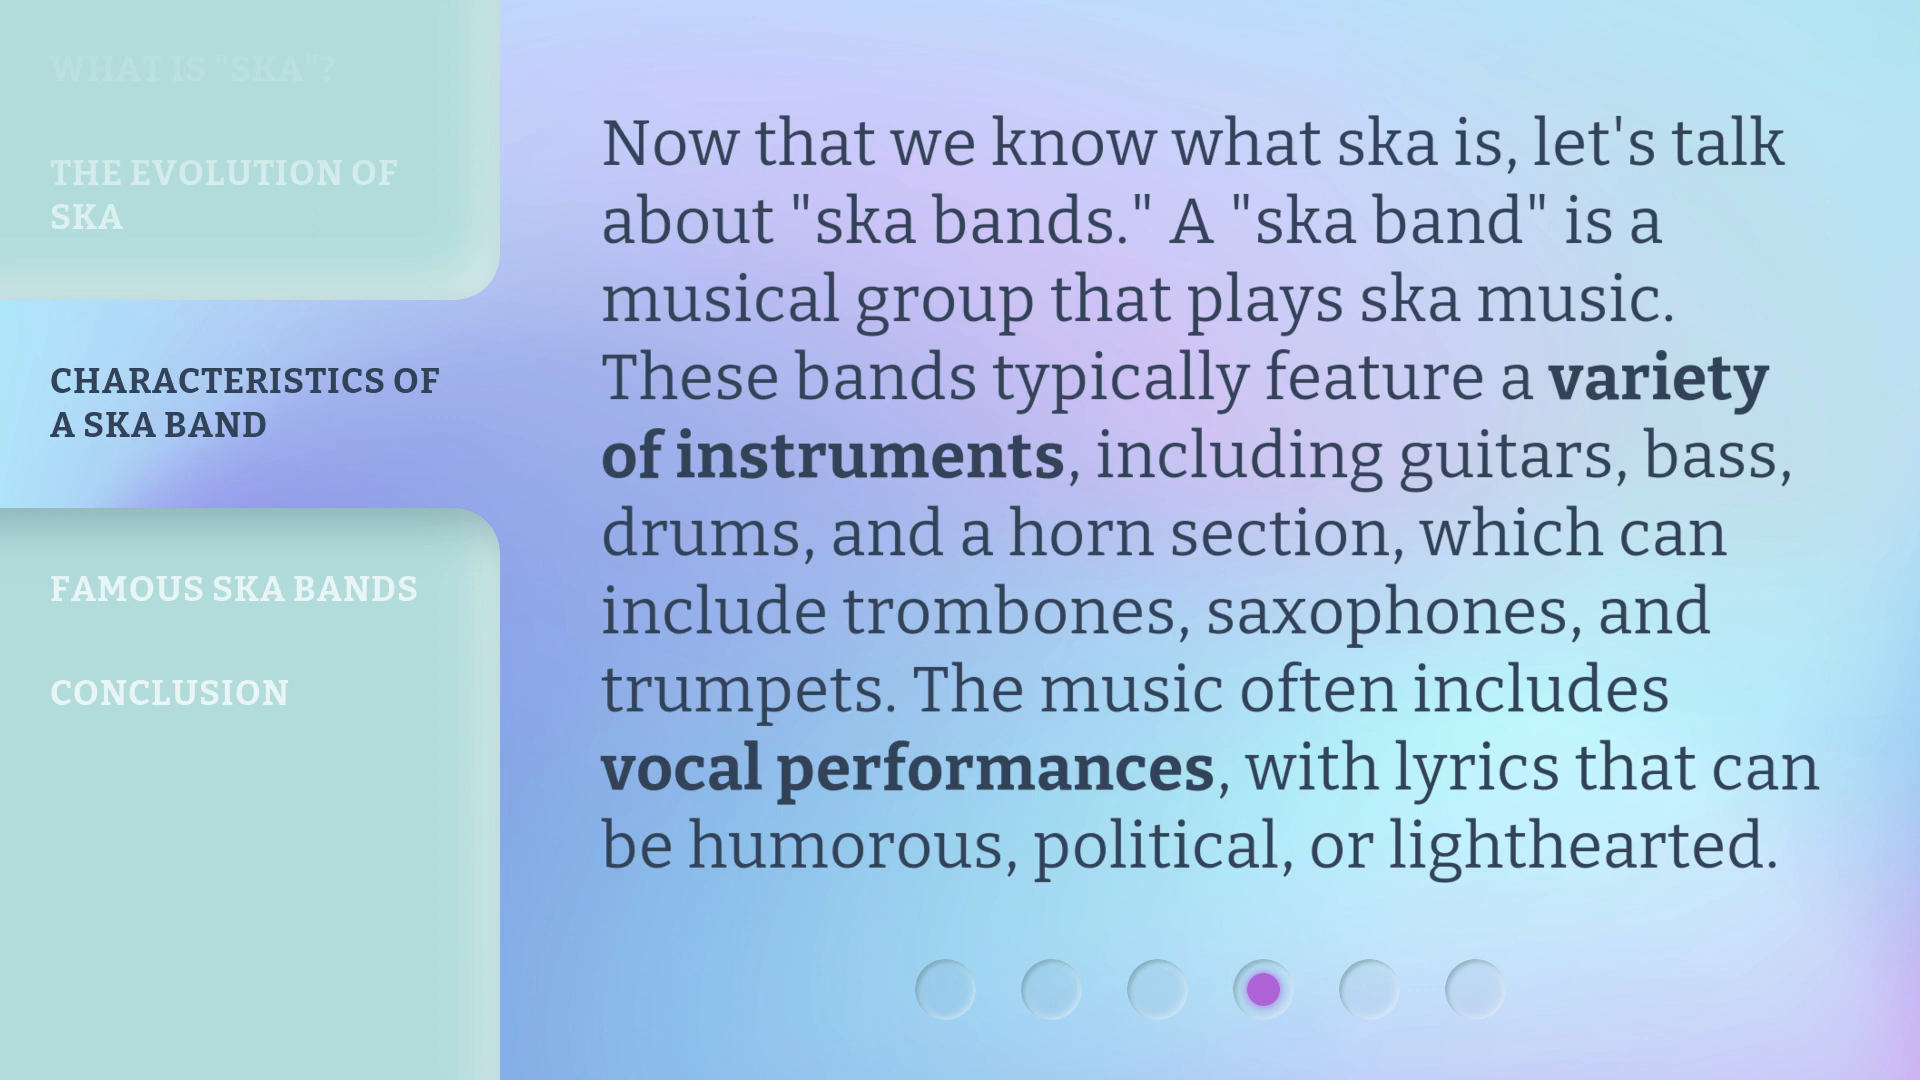 WHAT IS "SKA"?
THE EVOLUTION OF
SKA
CHARACTERISTICS OF
A SKA BAND
FAMOUS SKA BANDS
CONCLUSION
Now that we know what ska is, let's talk
about "ska bands." A "ska band" is a
musical group that plays ska music.
These bands typically feature a variety
of instruments, including guitars, bass,
drums, and a horn section, which can
include trombones, saxophones, and
trumpets. The music often includes
vocal performances, with lyrics that can
be humorous, political, or lighthearted.